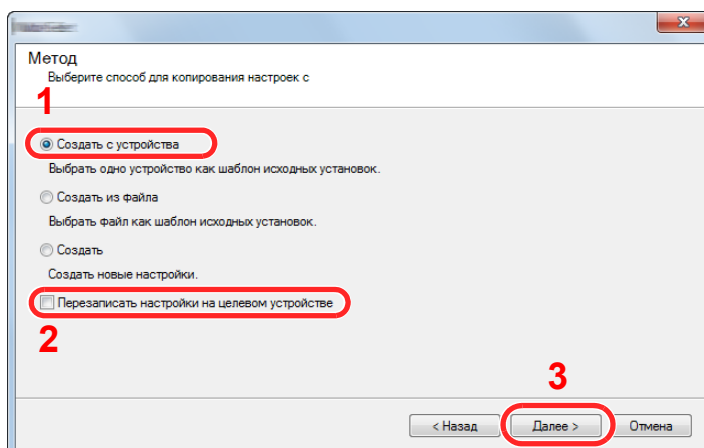 Метод
Выберите способ для копирования настроек с
1
Создать с устройства
Выбрать одно устройство как шаблон исходных установок.
Создать из файла
Выбрать файл как шаблон исходных установок.
Создать
Создать новые настройки.
Перезаписать настройки на целевом устройстве
2
3
< Назад Далее > Отмена